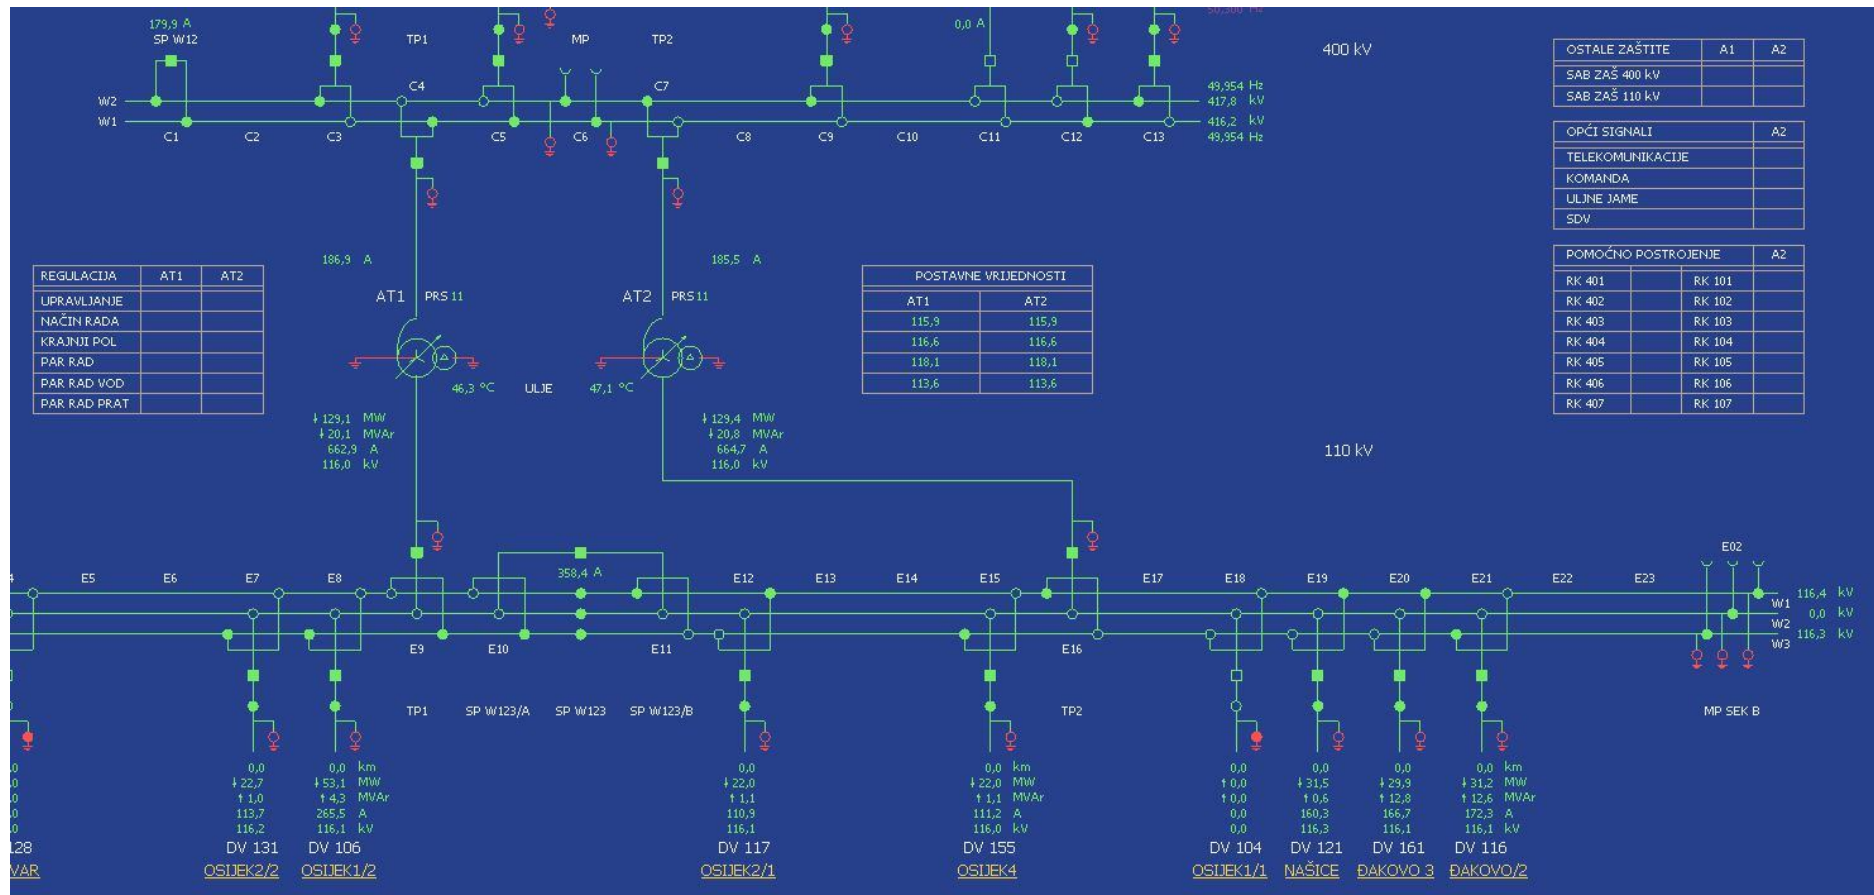 179,9 A
SP W12
TP1
MP
TP2
0,0 A
400 kV
C4
C7
W2
49,954 Hz
417,8 kV
W1
416,2 kV
49,954 Hz
C1 C2 C3 C5 C6 C8 C9 C10 C11 C12 C13
OSTALE ZAŠTITE A1 A2
SAB ZAŠ 400 kV
SAB ZAŠ 110 kV
OPĆI SIGNALI A2
TELEKOMUNIKACIJE
KOMANDA
ULJNE JAME
SDV
POMOĆNO POSTROJENJE A2
RK 401 RK 101
RK 402 RK 102
RK 403 RK 103
RK 404 RK 104
RK 405 RK 105
RK 406 RK 106
RK 407 RK 107
REGULACIJA AT1 AT2
UPRAVLJANJE
NAČIN RADA
KRAJNJI POL
PAR RAD
PAR RAD VOD
PAR RAD PRAT
186,9 A
185,5 A
AT1 PRS 11
AT2 PRS 11
POSTAVNE VRIJEDNOSTI
AT1 AT2
115,9 115,9
116,6 116,6
118,1 118,1
113,6 113,6
46,3 °C ULJE 47,1 °C
↓ 129,1 MW
↓ 20,1 MVAr
662,9 A
116,0 kV
↓ 129,4 MW
↓ 20,8 MVAr
664,7 A
116,0 kV
110 kV
E02
E5 E6 E7 E8 358,4 A E12 E13 E14 E15 E17 E18 E19 E20 E21 E22 E23
116,4 kV
W1
0,0 kV
W2
116,3 kV
W3
E9 E10 E11 E16
TP1 SP W123/A SP W123 SP W123/B TP2 MP SEK B
0,0 0,0 km 0,0 0,0 km 0,0 0,0 0,0 0,0 km
↓ 22,7 ↓ 53,1 MW ↓ 22,0 ↓ 22,0 MW ↑ 0,0 ↓ 31,5 ↓ 29,9 ↓ 31,2 MW
↑ 1,0 ↑ 4,3 MVAr ↑ 1,1 ↑ 1,1 MVAr ↑ 0,0 ↑ 0,6 ↑ 12,8 ↑ 12,6 MVAr
113,7 265,5 A 110,9 111,2 A 0,0 160,3 166,7 172,3 A
116,2 116,1 kV 116,1 116,0 kV 0,0 116,3 116,1 116,1 kV
128 DV 131 DV 106 DV 117 DV 155 DV 104 DV 121 DV 161 DV 116
VAR OSIJEK2/2 OSIJEK1/2 OSIJEK2/1 OSIJEK4 OSIJEK1/1 NAŠICE ĐAKOVO 3 ĐAKOVO/2